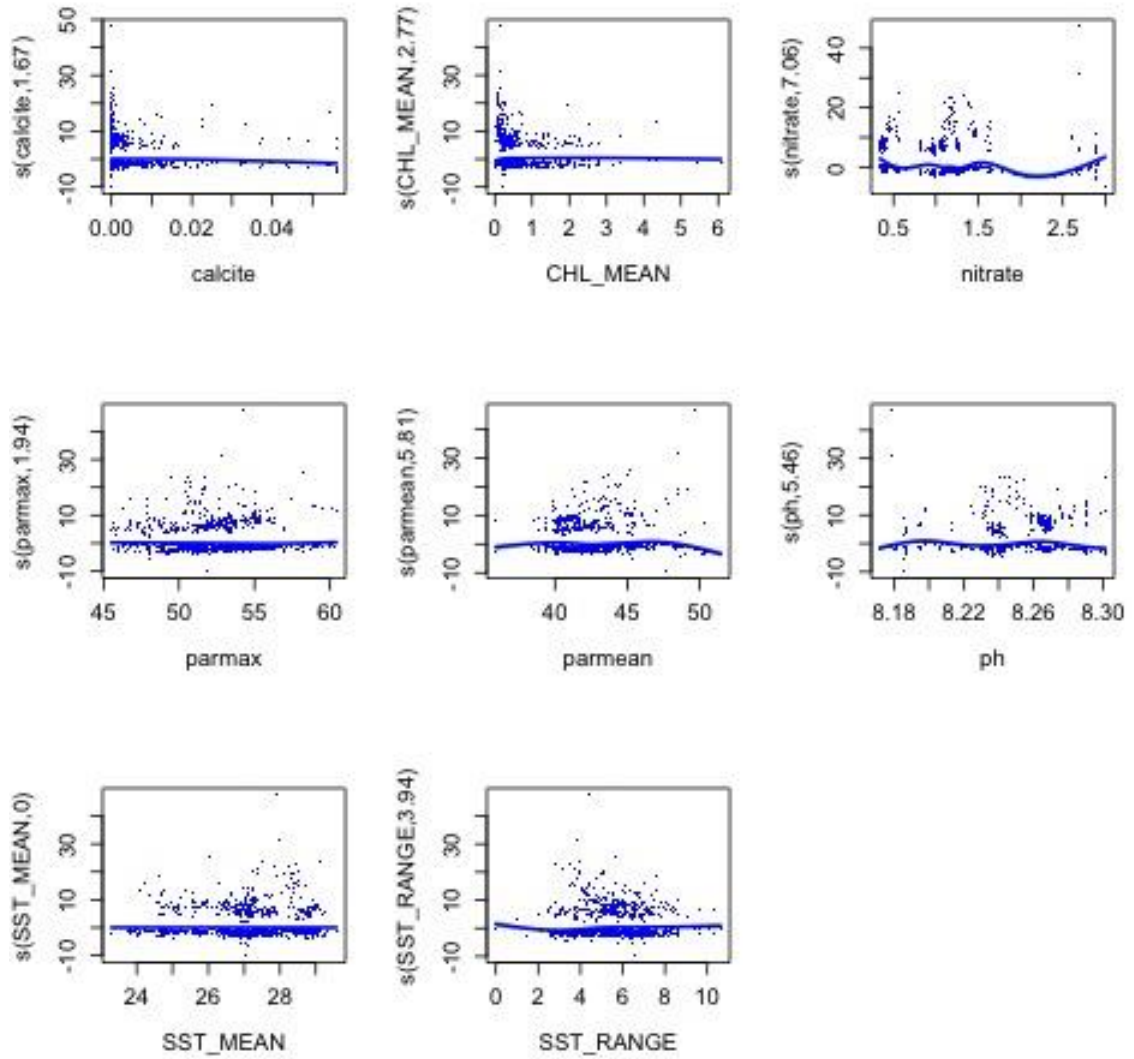 s(calcite,1.67)
50
30
10
-10
0.00 0.02 0.04
calcite
s(CHL_MEAN,2.77)
30
10
-10
0 1 2 3 4 5 6
CHL_MEAN
s(nitrate,7.06)
40
20
0
0.5 1.5 2.5
nitrate
s(parmax,1.94)
30
10
-10
45 50 55 60
parmax
s(parmean,5.81)
30
10
-10
40 45 50
parmean
s(ph,5.46)
30
10
-10
8.18 8.22 8.26 8.30
ph
s(SST_MEAN,0)
30
10
-10
24 26 28
SST_MEAN
s(SST_RANGE,3.94)
30
10
-10
0 2 4 6 8 10
SST_RANGE